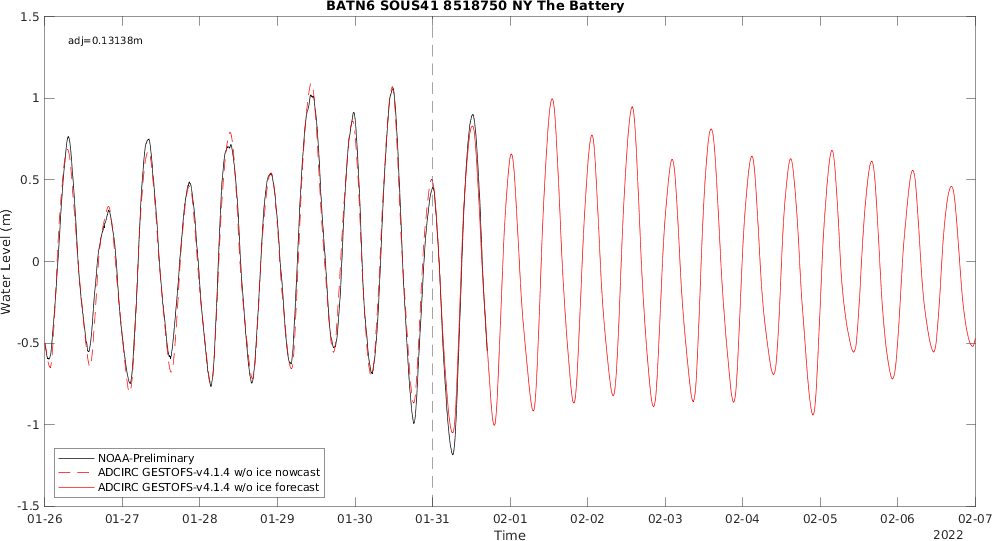 BATN6 SOUS41 8518750 NY The Battery
adj=0.13138m
1.5
1
0.5
0
-0.5
-1
-1.5
Water Level (m)
NOAA-Preliminary
ADCIRC GESTOFS-v4.1.4 w/o ice nowcast
ADCIRC GESTOFS-v4.1.4 w/o ice forecast
01-26 01-27 01-28 01-29 01-30 01-31 02-01 02-02 02-03 02-04 02-05 02-06 02-07
Time
2022